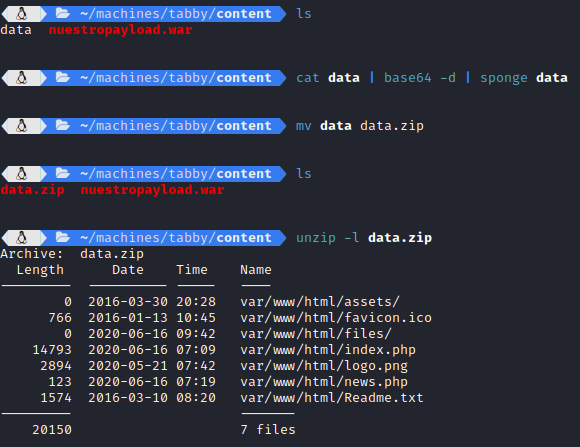 ~/machines/tabby/content ls
data nuestropayload.war
~/machines/tabby/content cat data | base64 -d | sponge data
~/machines/tabby/content mv data data.zip
~/machines/tabby/content ls
data.zip nuestropayload.war
~/machines/tabby/content unzip -l data.zip
Archive:  data.zip
Length Date Time Name
--------- ---------- ----- ----
0 2016-03-30 20:28 var/www/html/assets/
766 2016-01-13 10:45 var/www/html/favicon.ico
0 2020-06-16 09:42 var/www/html/files/
14793 2020-06-16 07:09 var/www/html/index.php
2894 2020-05-21 07:42 var/www/html/logo.png
123 2020-06-16 07:19 var/www/html/news.php
1574 2016-03-10 08:20 var/www/html/Readme.txt
--------- -------
20150 7 files